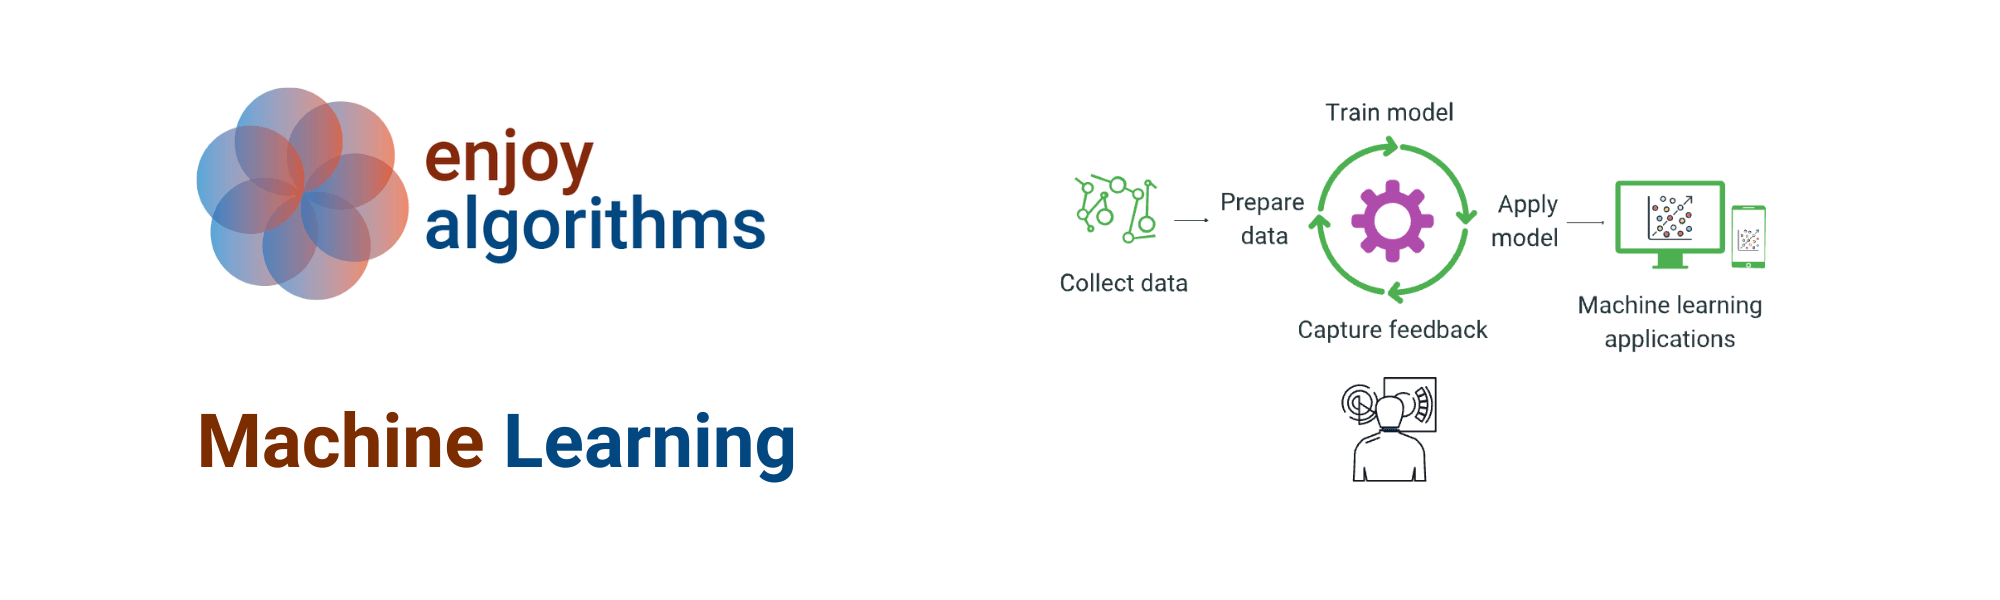 enjoy
algorithms
Machine Learning
Train model
Prepare
data
Apply
model
Collect data
Capture feedback
Machine learning
applications